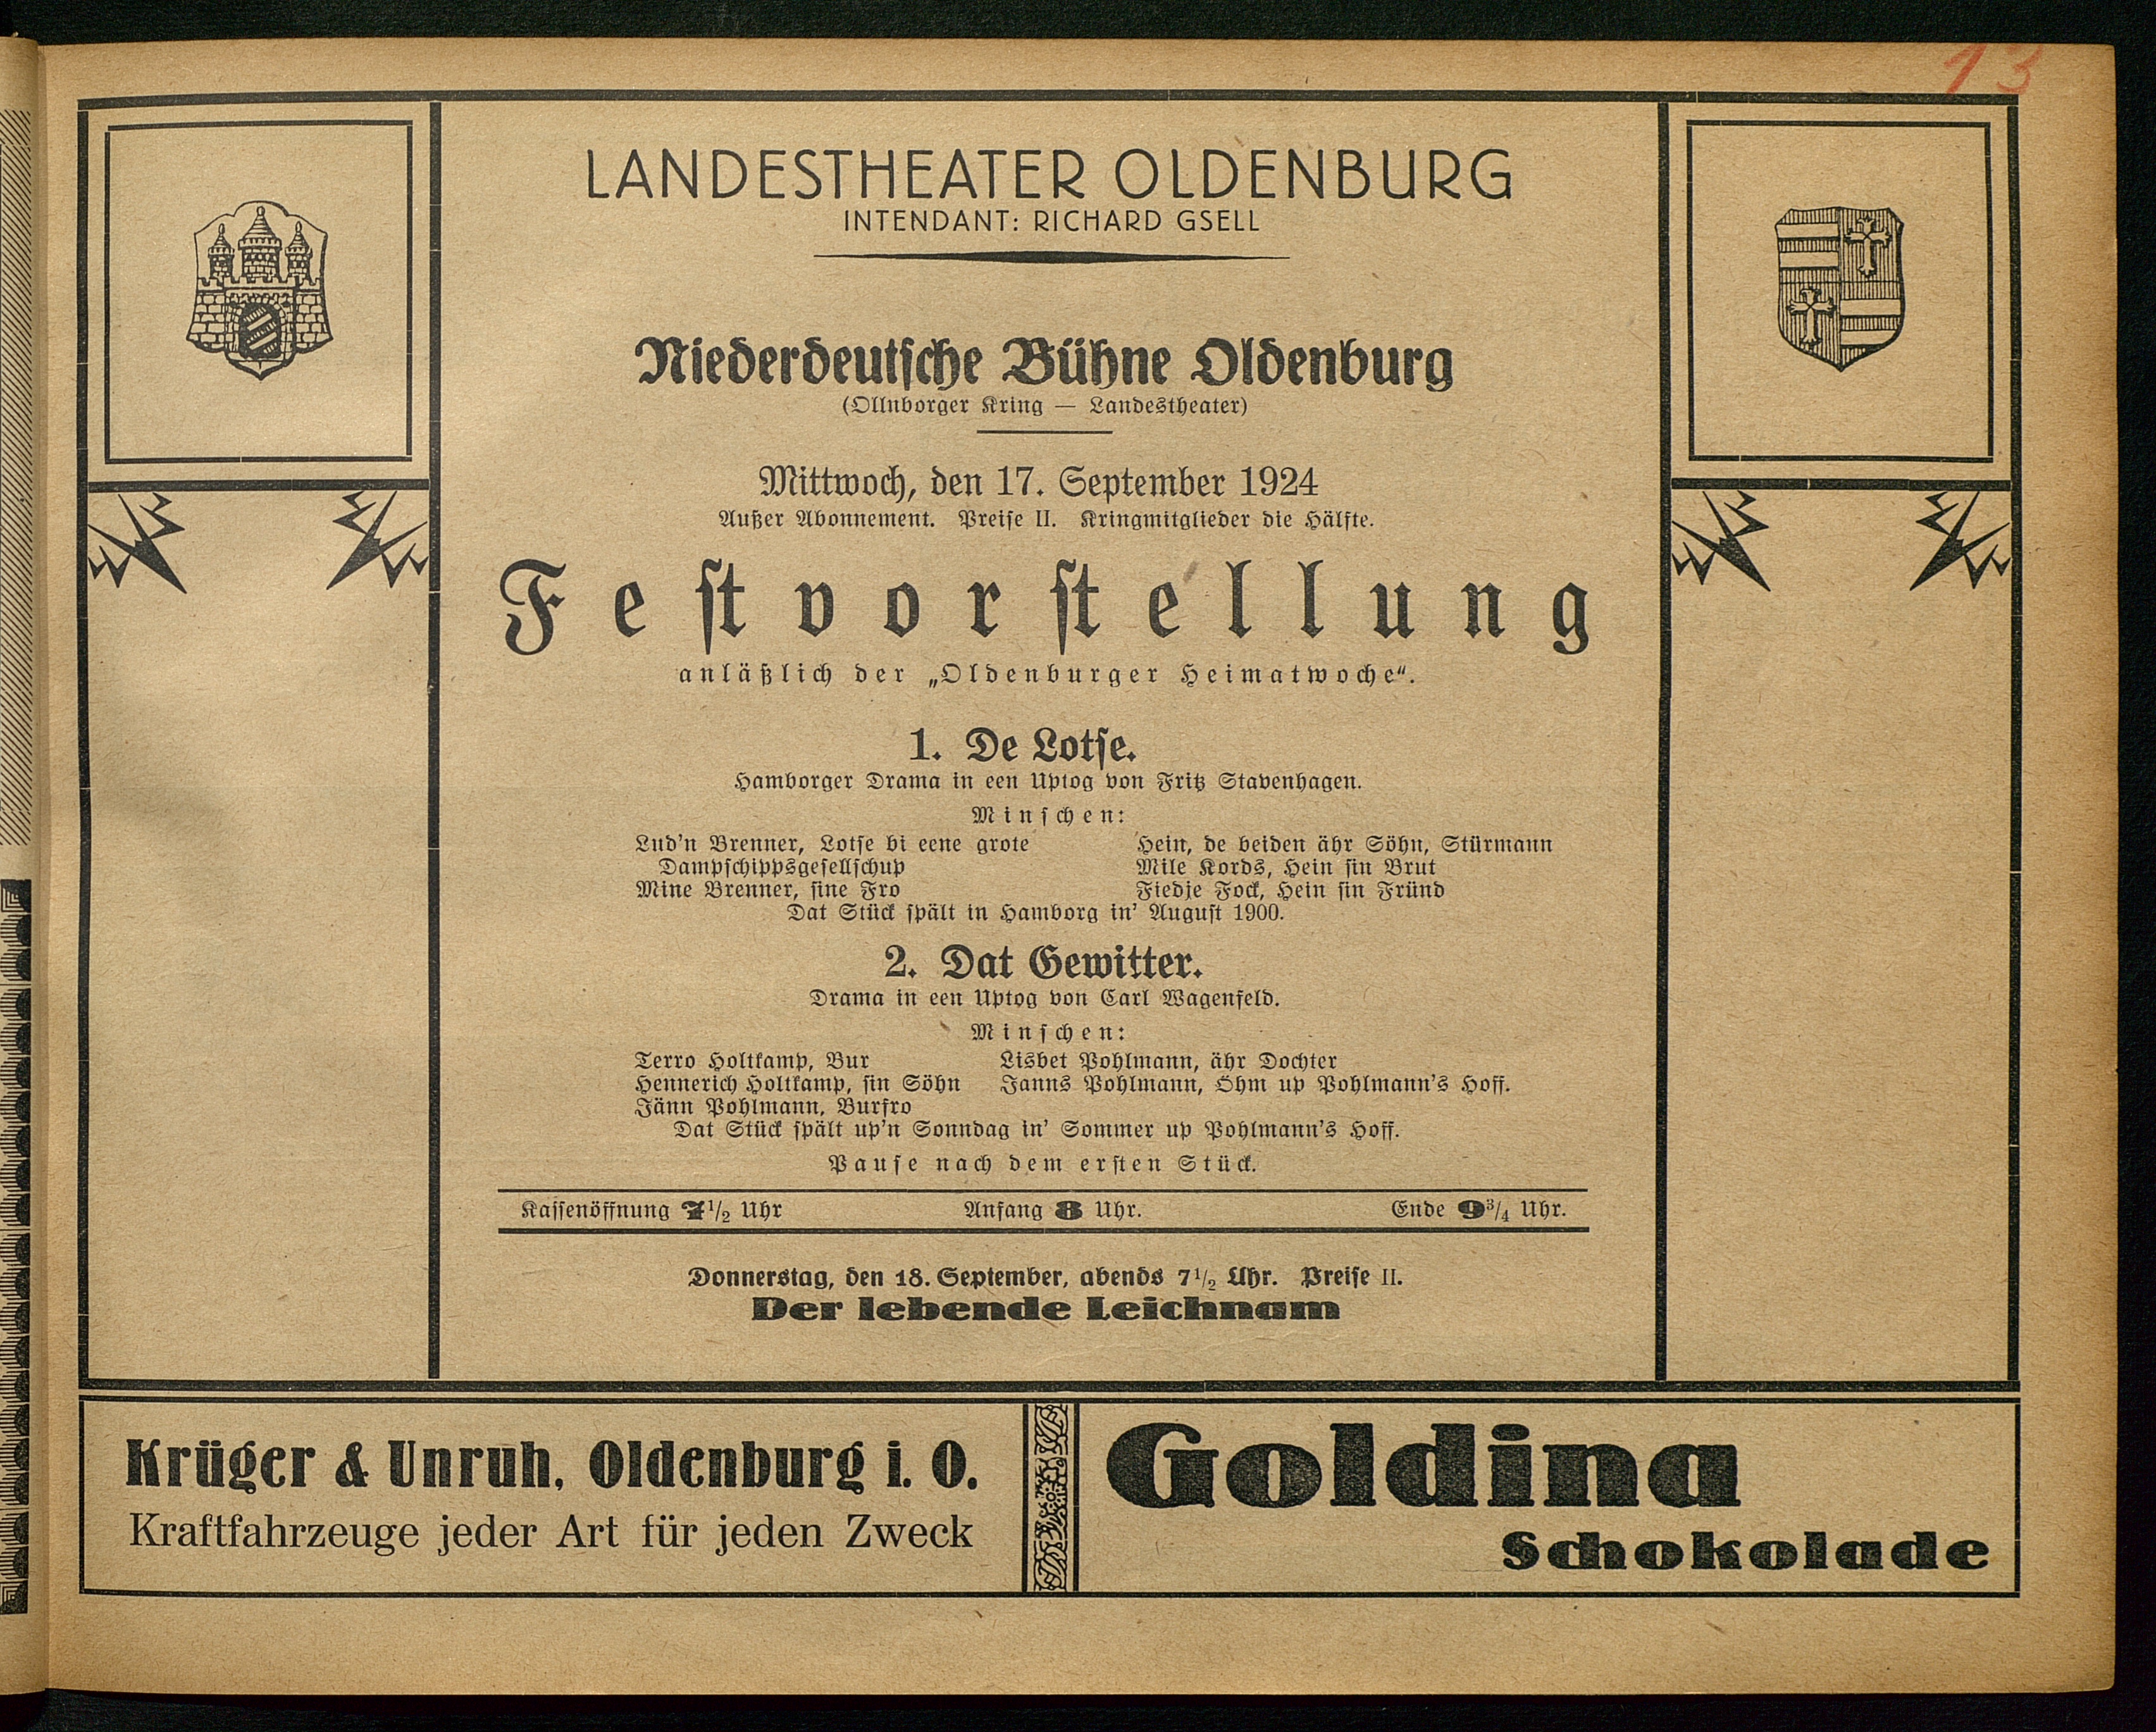 13
LANDESTHEATER OLDENBURG
INTENDANT: RICHARD GSELL
Niederdeutsche Bühne Oldenburg
(Ollnborger Kring — Landestheater)
Mittwoch, den 17. September 1924
Außer Abonnement. Preise II. Kringmitglieder die Hälfte.
Festvorstellung
anläßlich der „Oldenburger Heimatwoche“.
1. De Lotse.
Hamborger Drama in een Uptog von Fritz Stavenhagen.
Minschen:
Lud'n Brenner, Lotse bi eene grote
Dampschippsgesellschup
Mine Brenner, sine Fro
Hein, de beiden ähr Söhn, Stürmann
Mile Kords, Hein sin Brut
Fiedje Fock, Hein sin Fründ
Dat Stück spält in Hamborg in' August 1900.
2. Dat Gewitter.
Drama in een Uptog von Carl Wagenfeld.
Minschen:
Terro Holtkamp, Bur
Hennerich Holtkamp, sin Söhn
Jänn Pohlmann, Burfro
Lisbet Pohlmann, ähr Dochter
Janns Pohlmann, Öhm up Pohlmann's Hoff.
Dat Stück spält up'n Sonndag in' Sommer up Pohlmann's Hoff.
Pause nach dem ersten Stück.
Kassenöffnung 7 1/2 Uhr Anfang 8 Uhr. Ende 9 3/4 Uhr.
Donnerstag, den 18. September, abends 7 1/2 Uhr. Preise II.
Der lebende Leichnam
Krüger & Unruh, Oldenburg i. O.
Kraftfahrzeuge jeder Art für jeden Zweck
Goldina
Schokolade